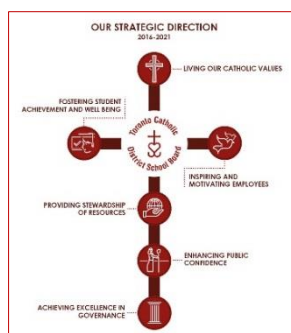 OUR STRATEGIC DIRECTION
2016-2021
LIVING OUR CATHOLIC VALUES
FOSTERING STUDENT
ACHIEVEMENT AND WELL BEING
Toronto Catholic
District School Board
INSPIRING AND
MOTIVATING EMPLOYEES
PROVIDING STEWARDSHIP
OF RESOURCES
ENHANCING PUBLIC
CONFIDENCE
ACHIEVING EXCELLENCE IN
GOVERNANCE